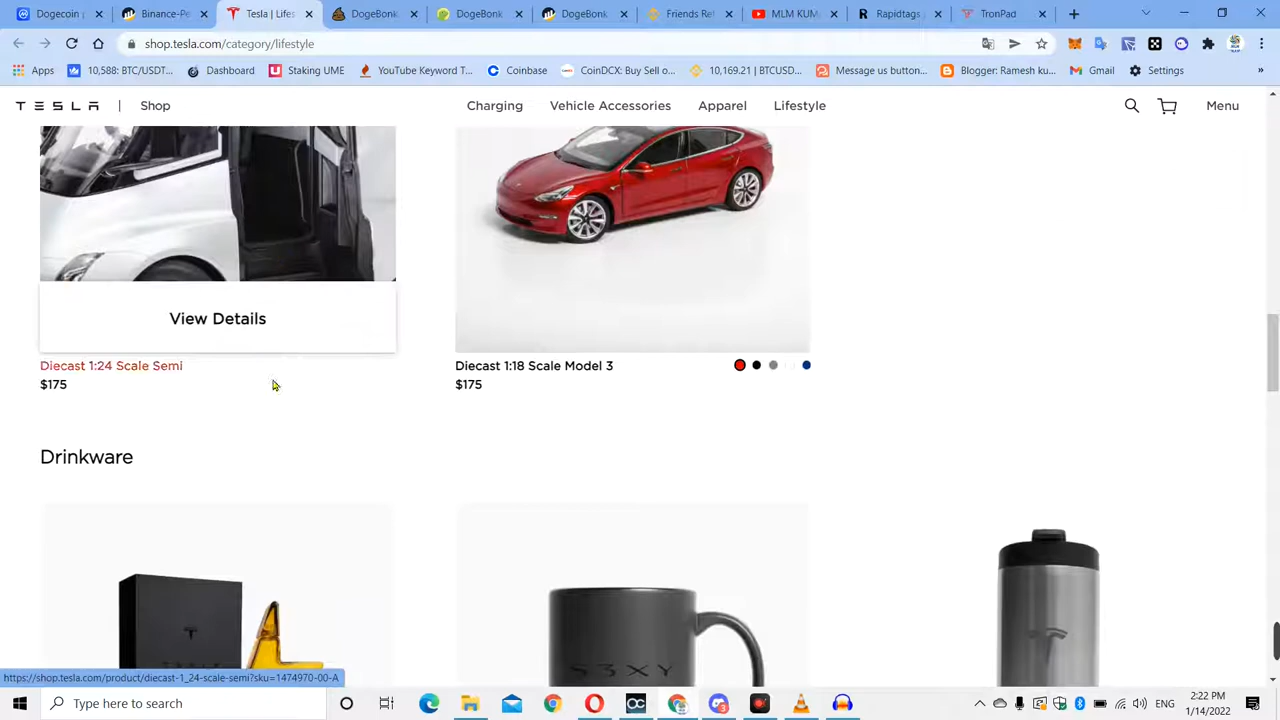 Binance-Pe
Tesla | Lifes
DogeBonk
DogeBonk
DogeBonk
Friends Ret
MLM KUM
Rapidtags
TronPad
shop.tesla.com/category/lifestyle
Apps
10,588: BTC/USDT...
Dashboard
Staking UME
YouTube Keyword T...
Coinbase
CoinDCX: Buy Sell o...
10,169.21 | BTCUSD...
Message us button...
Blogger: Ramesh ku...
Gmail
Settings
TESLA | Shop
Charging
Vehicle Accessories
Apparel
Lifestyle
Menu
View Details
Diecast 1:24 Scale Semi
$175
Diecast 1:18 Scale Model 3
$175
Drinkware
S3XY
https://shop.tesla.com/product/diecast-1_24-scale-semi?sku=1474970-00-A
Type here to search
ENG
2:22 PM
1/14/2022